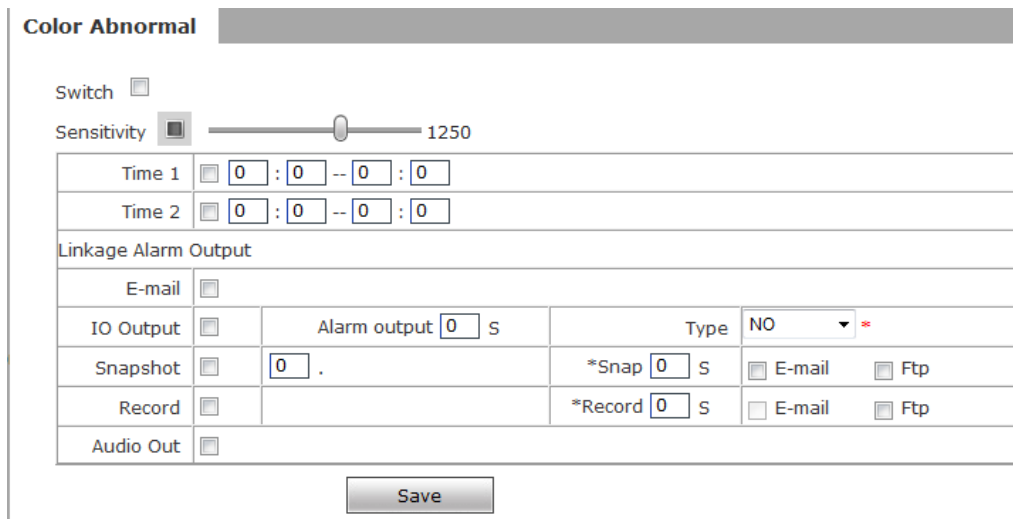 Color Abnormal
Switch
Sensitivity 1250
Time 1 0 : 0 -- 0 : 0
Time 2 0 : 0 -- 0 : 0
Linkage Alarm Output
E-mail
IO Output Alarm output 0 S Type NO *
Snapshot 0 . *Snap 0 S E-mail Ftp
Record *Record 0 S E-mail Ftp
Audio Out
Save